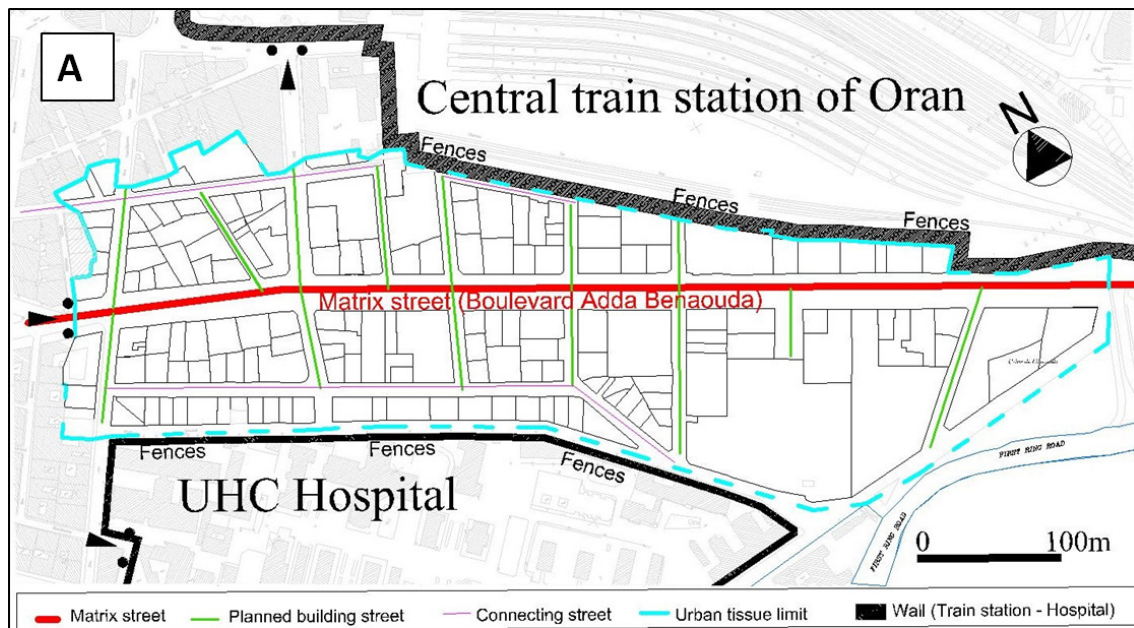 A
Central train station of Oran
N
Fences
Fences
Fences
Matrix street (Boulevard Adda Benaouda)
FIRST RING ROAD
Fences
Fences
Fences
UHC Hospital
FIRST RING ROAD
0 100m
Matrix street Planned building street Connecting street Urban tissue limit Wail (Train station - Hospital)